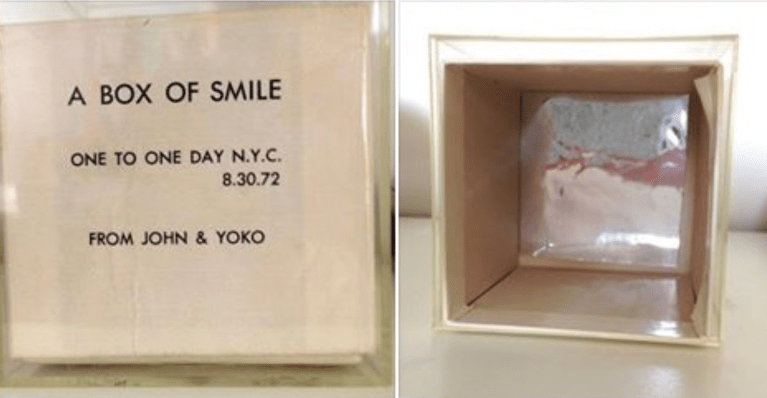 A BOX OF SMILE
ONE TO ONE DAY N.Y.C.
8.30.72
FROM JOHN & YOKO